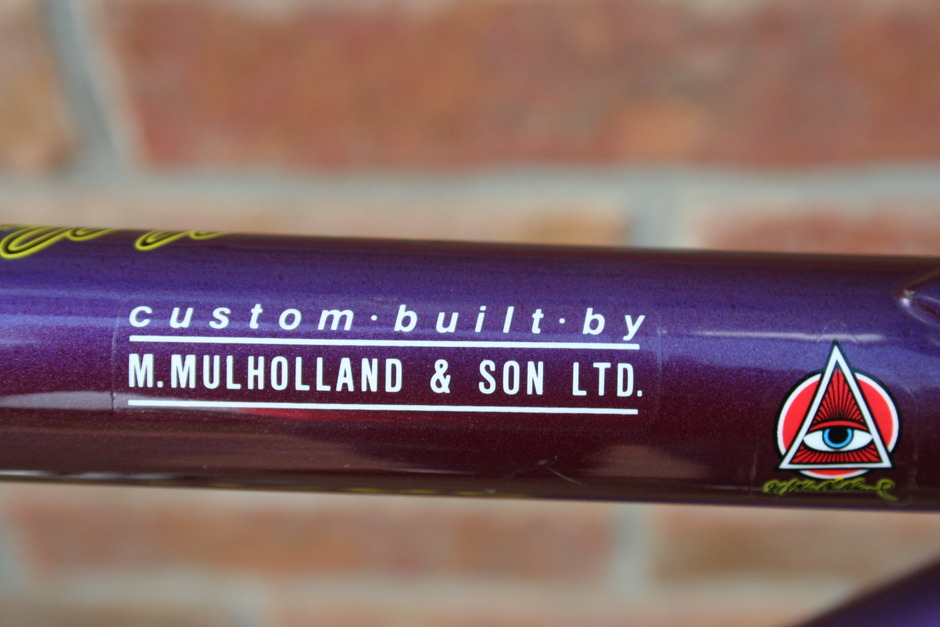 custom·built·by
M.MULHOLLAND & SON LTD.